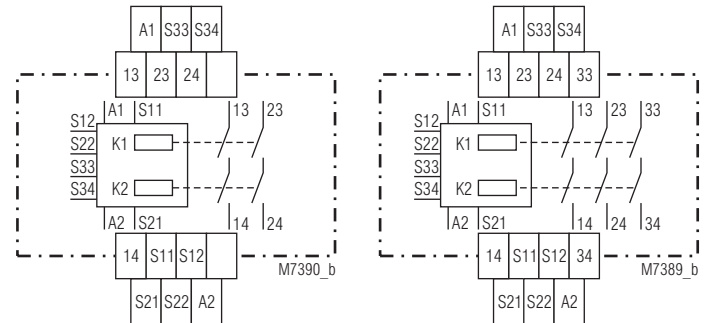 A1 S33 S34
13 23 24
A1 S11 13 23
S12
S22 K1
S33
S34 K2
A2 S21 14 24
14 S11 S12
M7390_b
S21 S22 A2
A1 S33 S34
13 23 24 33
A1 S11 13 23 33
S12
S22 K1
S33
S34 K2
A2 S21 14 24 34
14 S11 S12 34
M7389_b
S21 S22 A2